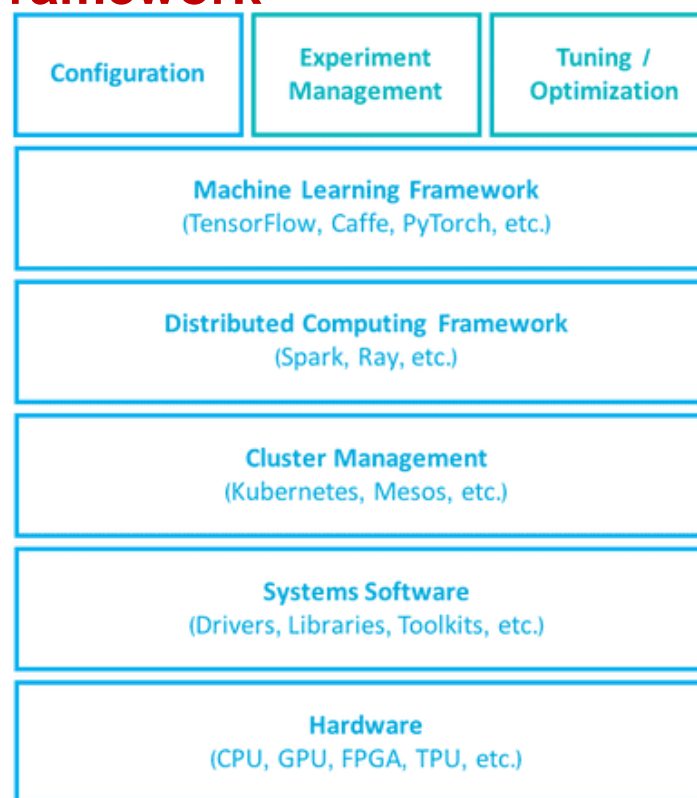 Configuration
Experiment
Management
Tuning /
Optimization
Machine Learning Framework
(TensorFlow, Caffe, PyTorch, etc.)
Distributed Computing Framework
(Spark, Ray, etc.)
Cluster Management
(Kubernetes, Mesos, etc.)
Systems Software
(Drivers, Libraries, Toolkits, etc.)
Hardware
(CPU, GPU, FPGA, TPU, etc.)